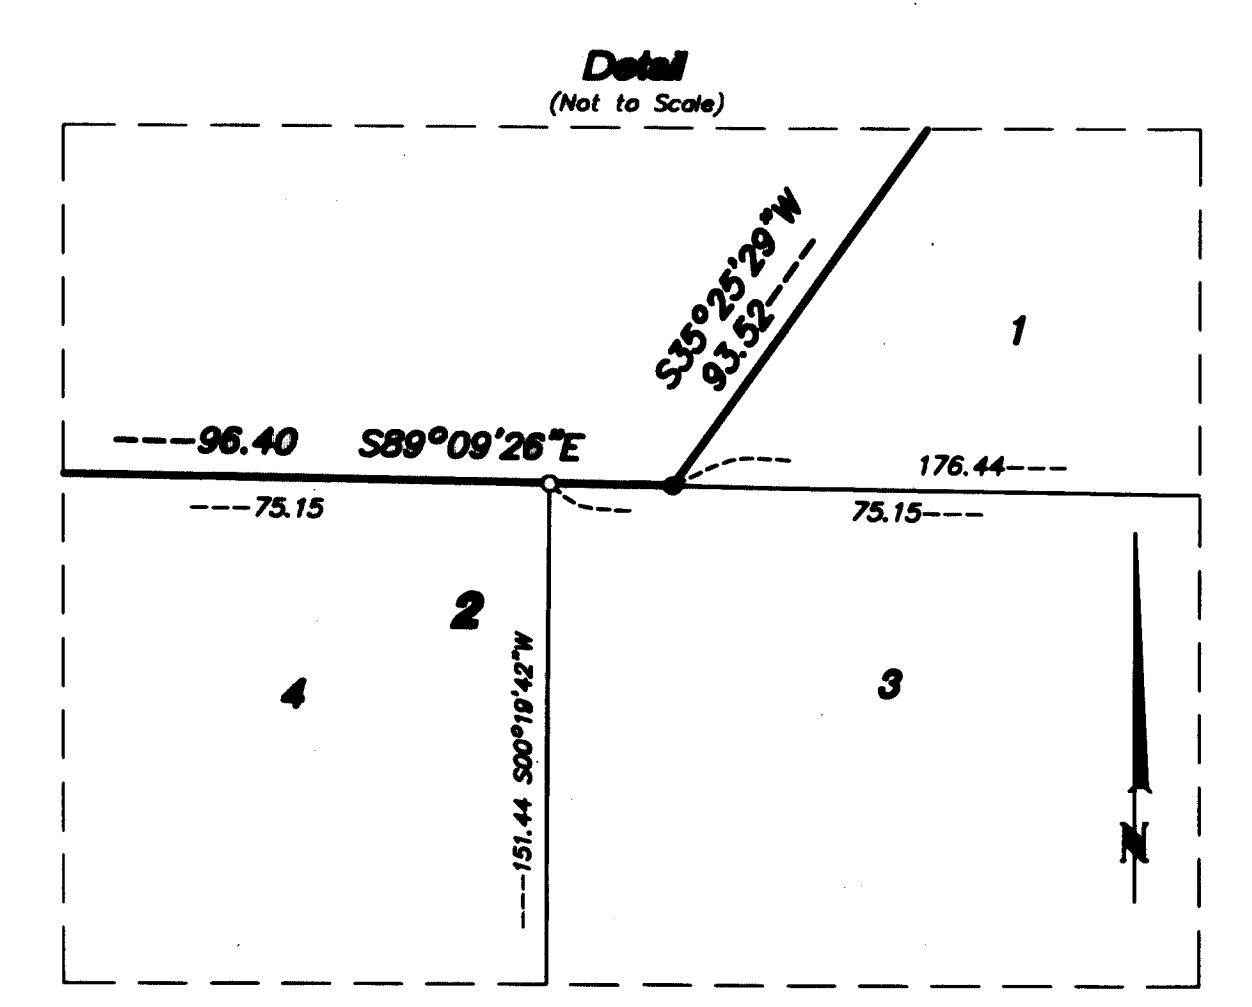 Detail
(Not to Scale)
S35°25'29"W
93.52-----
1
----96.40 S89°09'26"E
176.44---
---75.15
75.15----
2
---151.44 S00°19'42"W
4
3
N